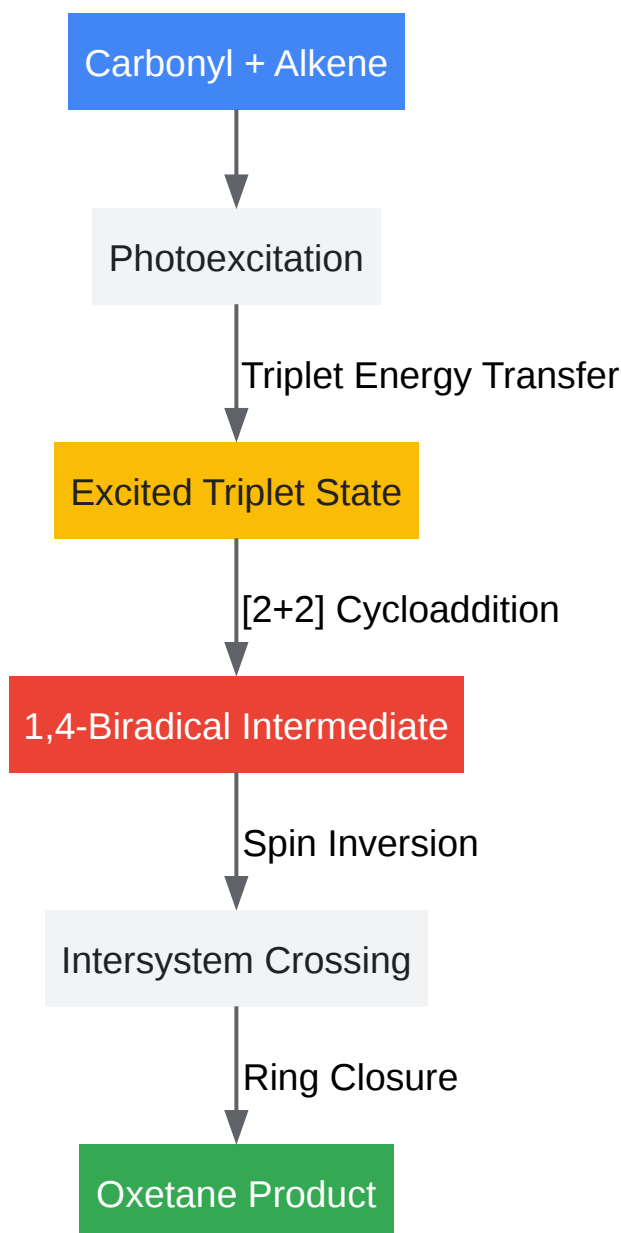 Carbonyl + Alkene
Photoexcitation
Triplet Energy Transfer
Excited Triplet State
[2+2] Cycloaddition
1,4-Biradical Intermediate
Spin Inversion
Intersystem Crossing
Ring Closure
Oxetane Product